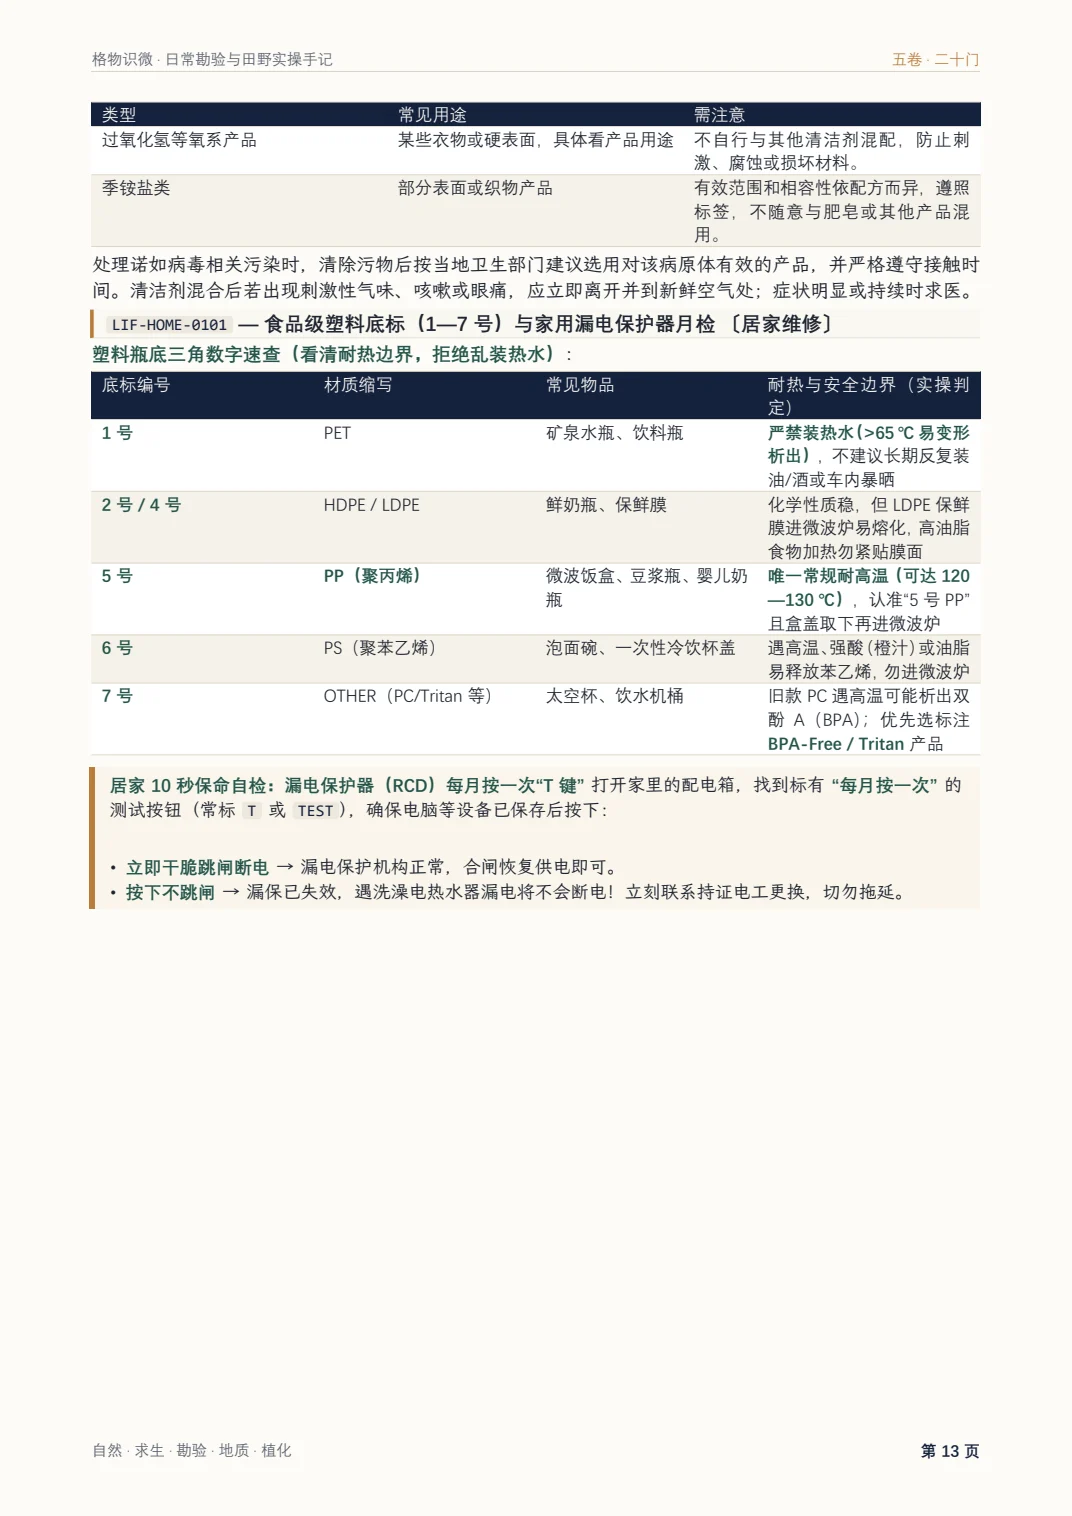 格物识微 · 日常勘验与田野实操手记
五卷 · 二十门
类型 常见用途 需注意
过氧化氢等氧系产品 某些衣物或硬表面，具体看产品用途 不自行与其他清洁剂混配，防止刺
激、腐蚀或损坏材料。
季铵盐类 部分表面或织物产品 有效范围和相容性依配方而异，遵照
标签，不随意与肥皂或其他产品混
用。
处理诺如病毒相关污染时，清除污物后按当地卫生部门建议选用对该病原体有效的产品，并严格遵守接触时
间。清洁剂混合后若出现刺激性气味、咳嗽或眼痛，应立即离开并到新鲜空气处；症状明显或持续时求医。
LIF-HOME-0101 — 食品级塑料底标（1—7 号）与家用漏电保护器月检 〔居家维修〕
塑料瓶底三角数字速查（看清耐热边界，拒绝乱装热水）：
底标编号 材质缩写 常见物品 耐热与安全边界（实操判
定）
1 号 PET 矿泉水瓶、饮料瓶 严禁装热水（>65 ℃ 易变形
析出），不建议长期反复装
油/酒或车内暴晒
2 号 / 4 号 HDPE / LDPE 鲜奶瓶、保鲜膜 化学性质稳，但 LDPE 保鲜
膜进微波炉易熔化，高油脂
食物加热勿紧贴膜面
5 号 PP（聚丙烯） 微波饭盒、豆浆瓶、婴儿奶 唯一常规耐高温（可达 120
瓶 —130 ℃），认准“5 号 PP”
且盒盖取下再进微波炉
6 号 PS（聚苯乙烯） 泡面碗、一次性冷饮杯盖 遇高温、强酸（橙汁）或油脂
易释放苯乙烯，勿进微波炉
7 号 OTHER（PC/Tritan 等） 太空杯、饮水机桶 旧款 PC 遇高温可能析出双
酚 A（BPA）；优先选标注
BPA-Free / Tritan 产品
居家 10 秒保命自检：漏电保护器（RCD）每月按一次“T 键” 打开家里的配电箱，找到标有 “每月按一次” 的
测试按钮（常标 T 或 TEST），确保电脑等设备已保存后按下：
• 立即干脆跳闸断电 → 漏电保护机构正常，合闸恢复供电即可。
• 按下不跳闸 → 漏保已失效，遇洗澡电热水器漏电将不会断电！立刻联系持证电工更换，切勿拖延。
自然 · 求生 · 勘验 · 地质 · 植化
第 13 页